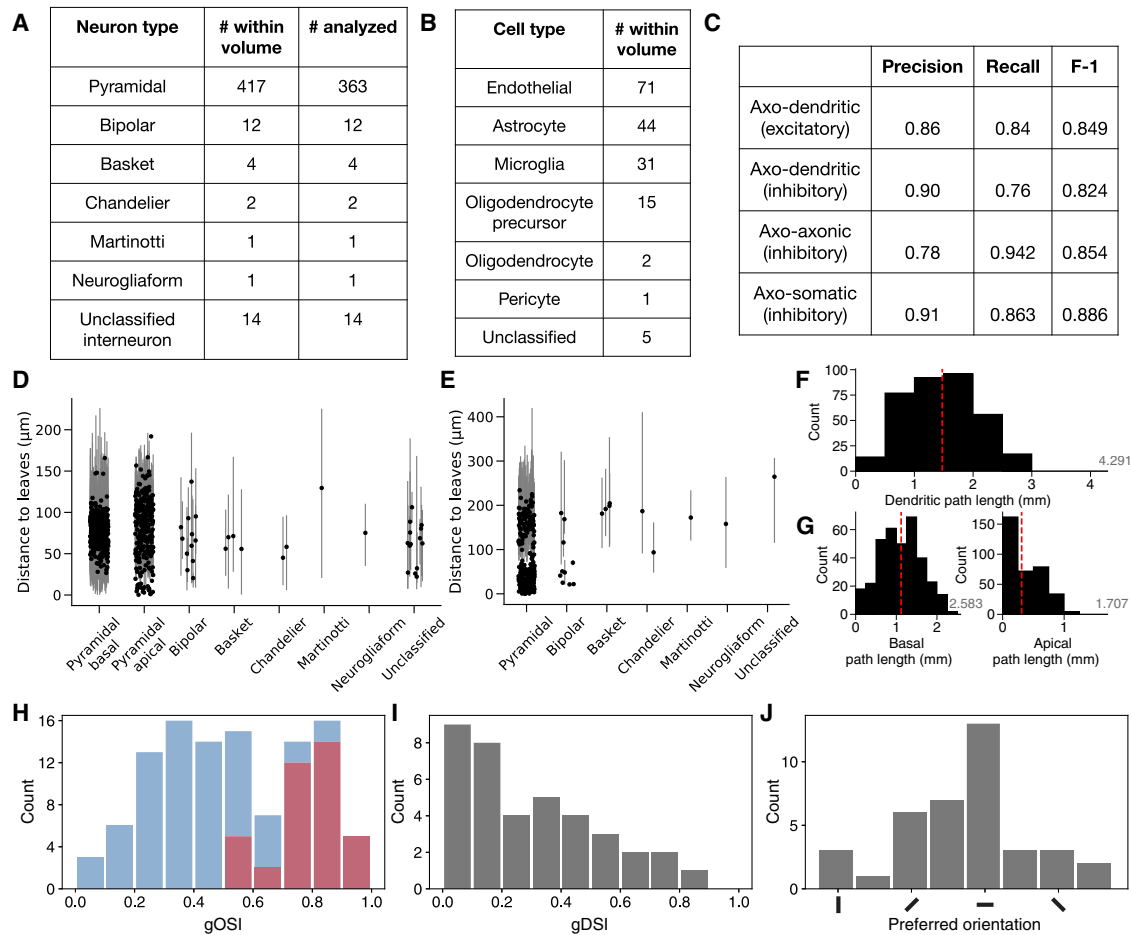 A
Neuron type
# within
volume
# analyzed
Pyramidal
417
363
Bipolar
12
12
Basket
4
4
Chandelier
2
2
Martinotti
1
1
Neurogliaform
1
1
Unclassified
interneuron
14
14
B
Cell type
# within
volume
Endothelial
71
Astrocyte
44
Microglia
31
Oligodendrocyte
precursor
15
Oligodendrocyte
2
Pericyte
1
Unclassified
5
C
Precision
Recall
F-1
Axo-dendritic
(excitatory)
0.86
0.84
0.849
Axo-dendritic
(inhibitory)
0.90
0.76
0.824
Axo-axonic
(inhibitory)
0.78
0.942
0.854
Axo-somatic
(inhibitory)
0.91
0.863
0.886
D
Distance to leaves (μm)
200
150
100
50
0
Pyramidal
basal
Pyramidal
apical
Bipolar
Basket
Chandelier
Martinotti
Neurogliaform
Unclassified
E
Distance to leaves (μm)
400
300
200
100
0
Pyramidal
Bipolar
Basket
Chandelier
Martinotti
Neurogliaform
Unclassified
F
Count
100
75
50
25
0
4.291
0 1 2 3 4
Dendritic path length (mm)
G
Count
60
40
20
0
2.583
0 1 2
Basal
path length (mm)
Count
150
100
50
0
1.707
0 1
Apical
path length (mm)
H
Count
16
12
8
4
0
0.0 0.2 0.4 0.6 0.8 1.0
gOSI
I
Count
8
6
4
2
0
0.0 0.2 0.4 0.6 0.8 1.0
gDSI
J
Count
10
5
0
Preferred orientation